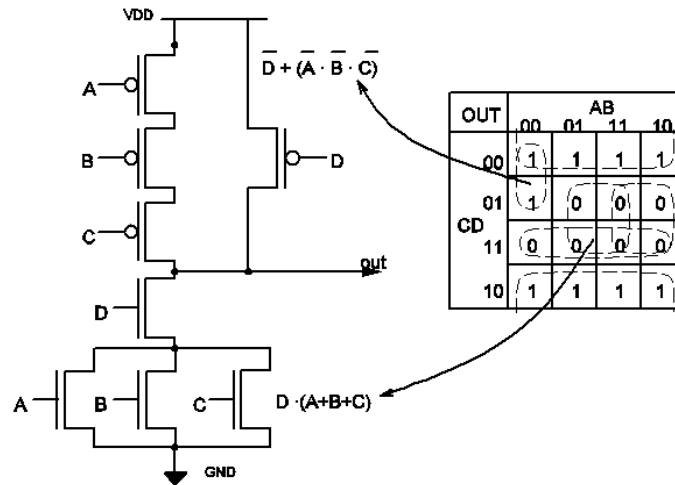 VDD
D̅ + (A̅ · B̅ · C̅)
A
B
D
C
out
D
A
B
C
D ·(A+B+C)
GND
OUT AB
00 01 11 10
00 1 1 1 1
01 1 0 0 0
CD
11 0 0 0 0
10 1 1 1 1